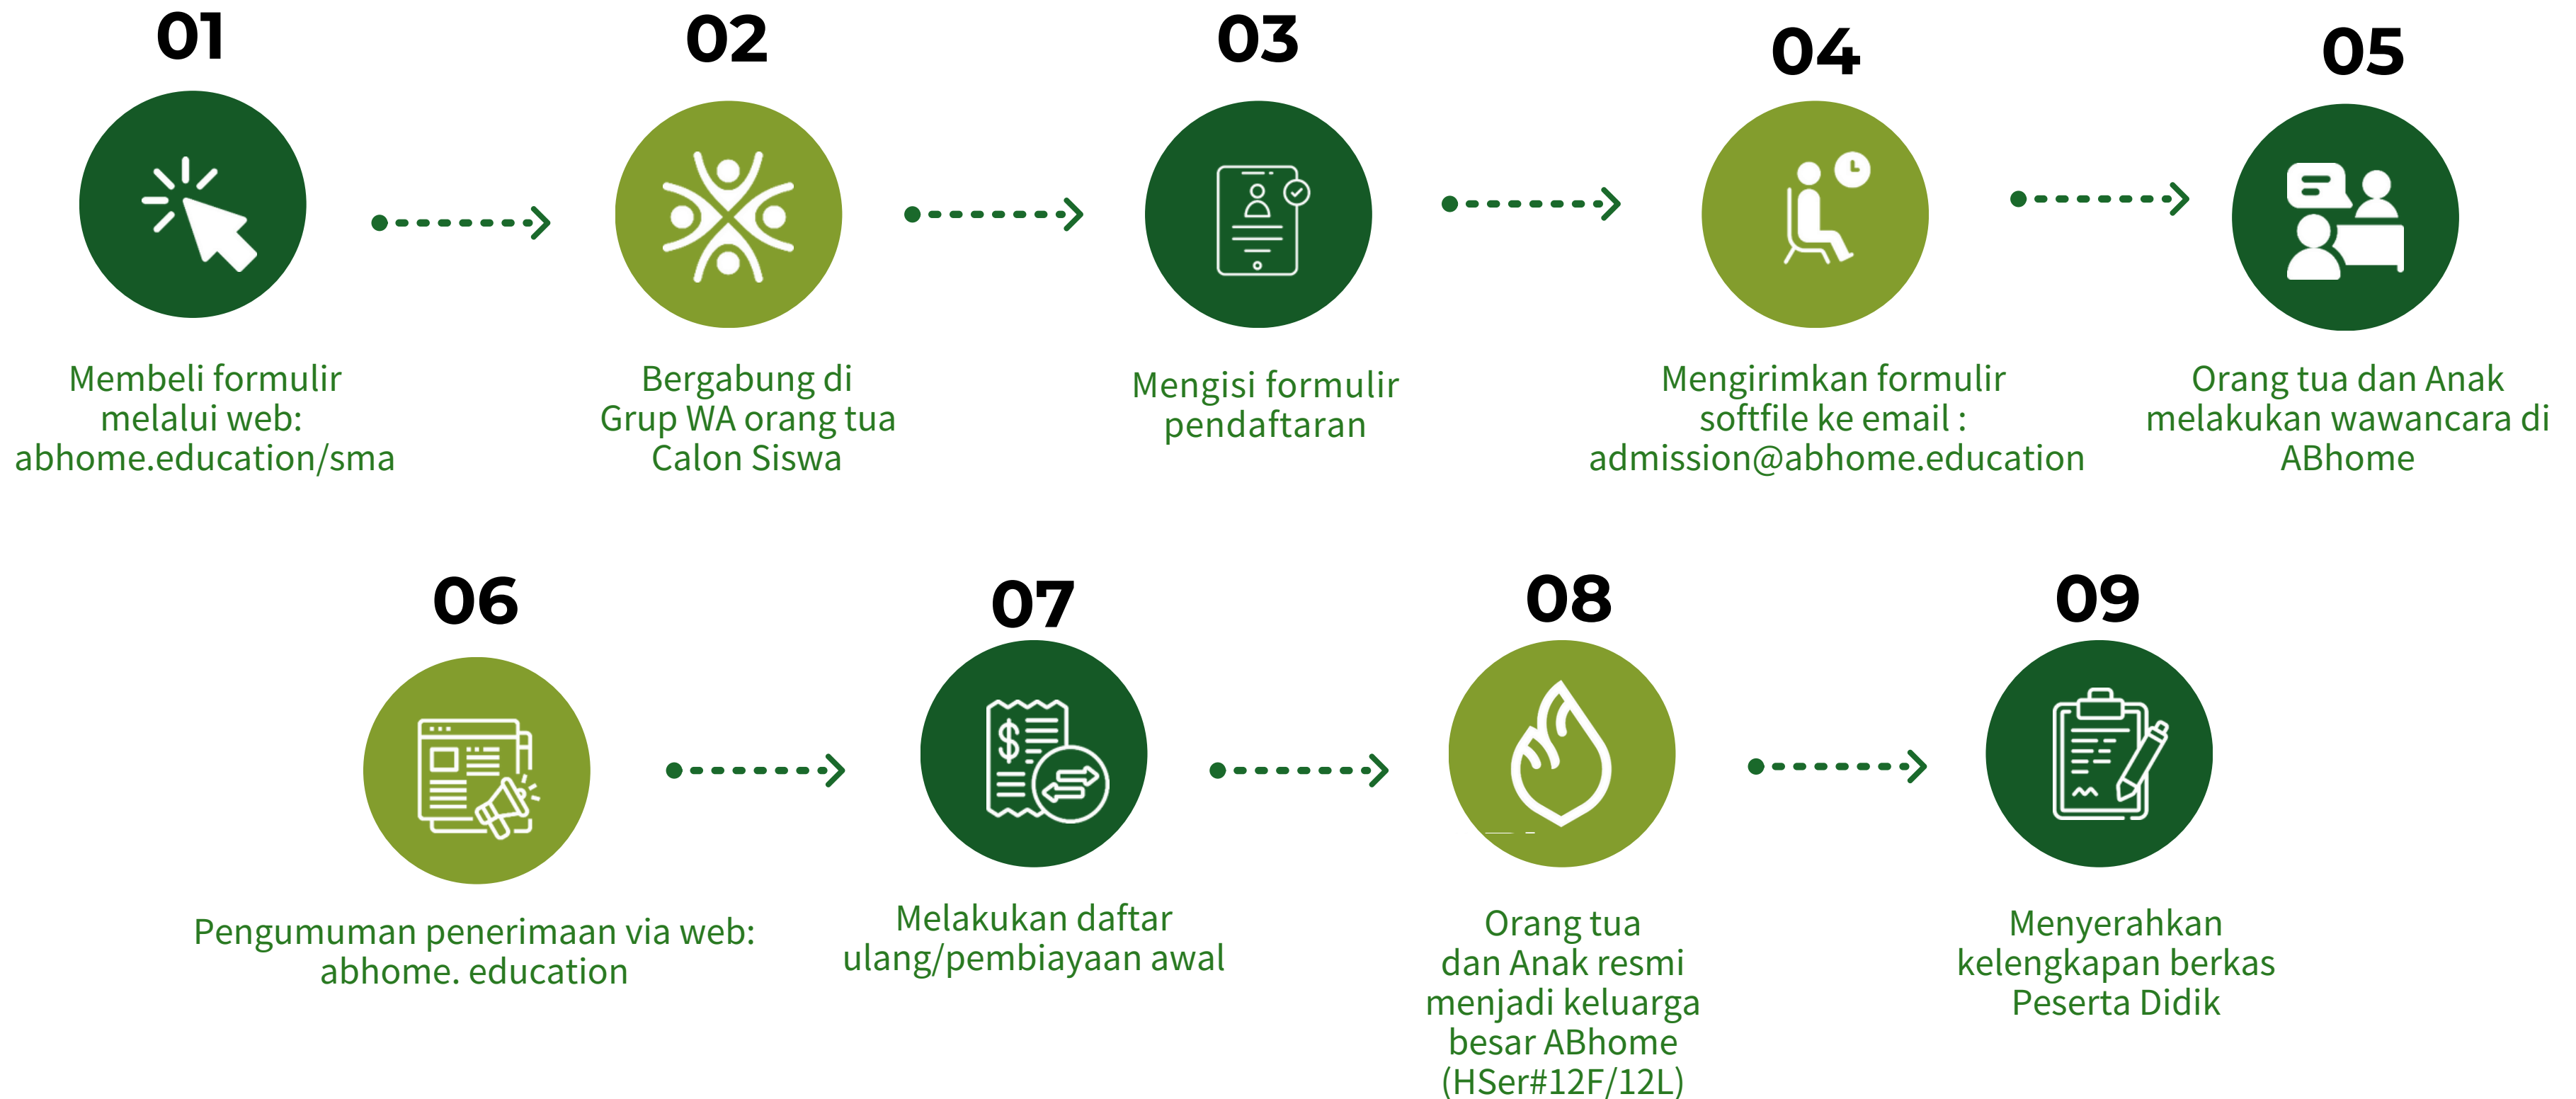 01
Membeli formulir
melalui web:
abhome.education/sma
02
Bergabung di
Grup WA orang tua
Calon Siswa
03
Mengisi formulir
pendaftaran
04
Mengirimkan formulir
softfile ke email :
admission@abhome.education
05
Orang tua dan Anak
melakukan wawancara di
ABhome
06
Pengumuman penerimaan via web:
abhome. education
07
Melakukan daftar
ulang/pembiayaan awal
08
Orang tua
dan Anak resmi
menjadi keluarga
besar ABhome
(HSer#12F/12L)
09
Menyerahkan
kelengkapan berkas
Peserta Didik